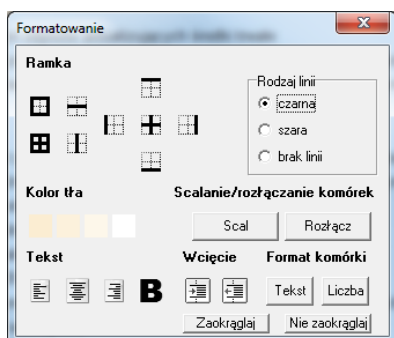 Formatowanie
Ramka
Rodzaj linii
czarna
szara
brak linii
Kolor tła
Scalanie/rozłączanie komórek
Scal
Rozłącz
Tekst
Wcięcie
Format komórki
B
Tekst
Liczba
Zaokrąglaj
Nie zaokrąglaj